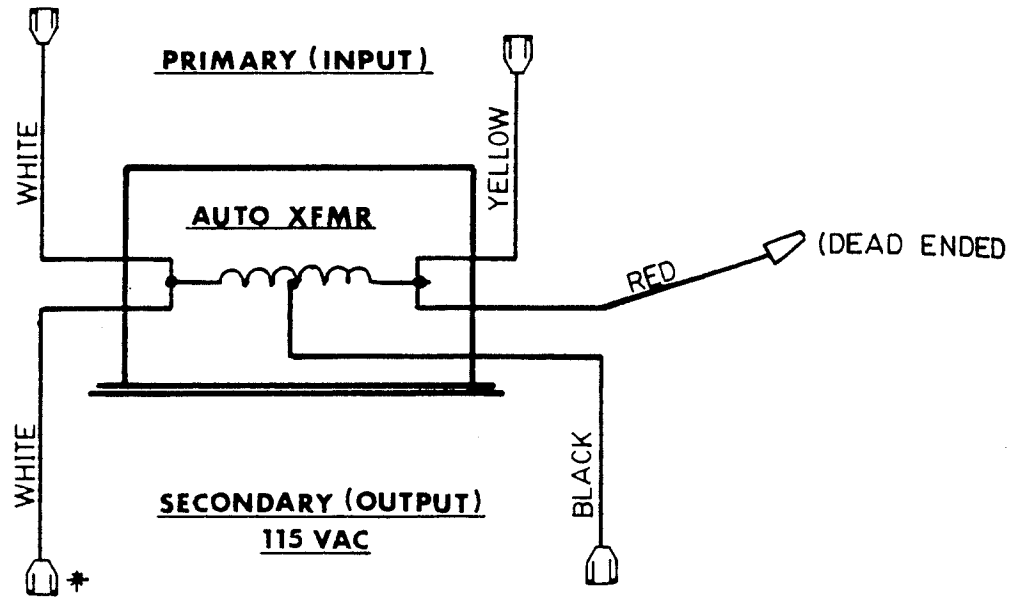 PRIMARY (INPUT)
WHITE
YELLOW
AUTO XFMR
RED
(DEAD ENDED
WHITE
BLACK
SECONDARY (OUTPUT)
115 VAC
*